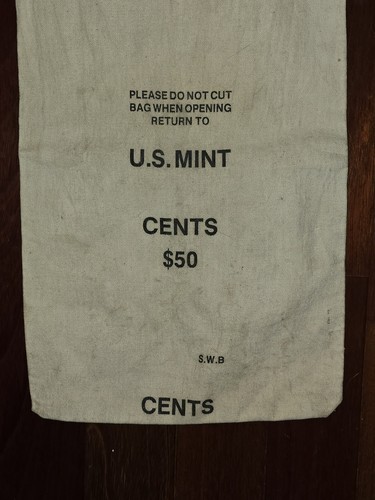 PLEASE DO NOT CUT
BAG WHEN OPENING
RETURN TO
U.S. MINT
CENTS
$50
S.W.B
CENTS